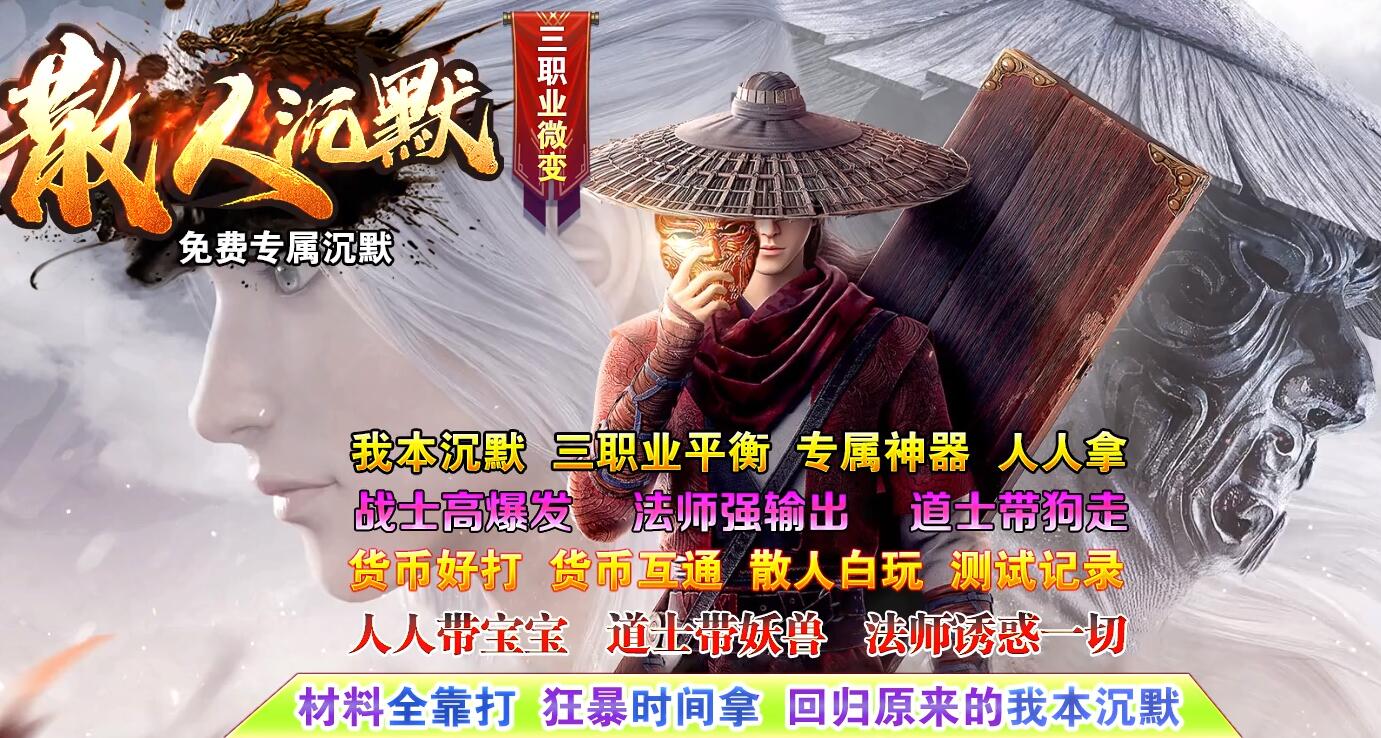 散人沉默
三职业微变
免费专属沉默
我本沉默 三职业平衡 专属神器 人人拿
战士高爆发 法师强输出 道士带狗走
货币好打 货币互通 散人白玩 测试记录
人人带宝宝 道士带妖兽 法师诱惑一切
材料全靠打 狂暴时间拿 回归原来的我本沉默